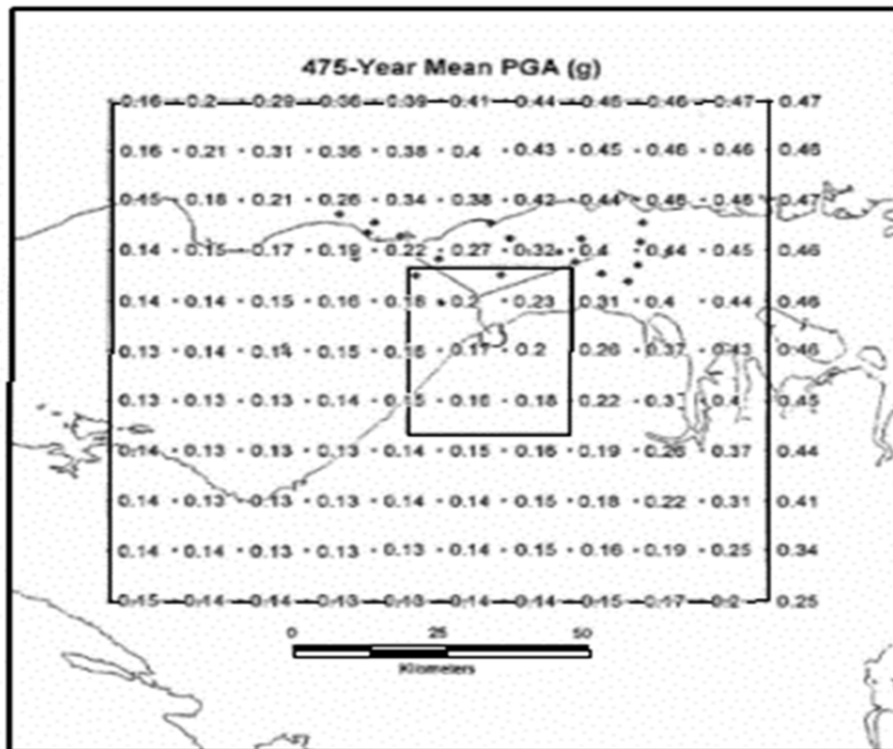 475-Year Mean PGA (g)
0.16 0.2 0.29 0.36 0.39 0.41 0.44 0.45 0.46 0.47 0.47
0.16 0.21 0.31 0.36 0.38 0.4 0.43 0.45 0.46 0.46 0.46
0.15 0.18 0.21 0.26 0.34 0.38 0.42 0.44 0.46 0.46 0.47
0.14 0.15 0.17 0.19 0.22 0.27 0.32 0.4 0.44 0.45 0.46
0.14 0.14 0.15 0.16 0.18 0.2 0.23 0.31 0.4 0.44 0.46
0.13 0.14 0.14 0.15 0.16 0.17 0.2 0.26 0.37 0.43 0.46
0.13 0.13 0.13 0.14 0.15 0.16 0.18 0.22 0.31 0.4 0.45
0.14 0.13 0.13 0.13 0.14 0.15 0.16 0.19 0.26 0.37 0.44
0.14 0.13 0.13 0.13 0.14 0.14 0.15 0.18 0.22 0.31 0.41
0.14 0.14 0.13 0.13 0.13 0.14 0.15 0.16 0.19 0.25 0.34
0.15 0.14 0.14 0.13 0.13 0.14 0.14 0.15 0.17 0.2 0.25
0 25 50
Kilometers